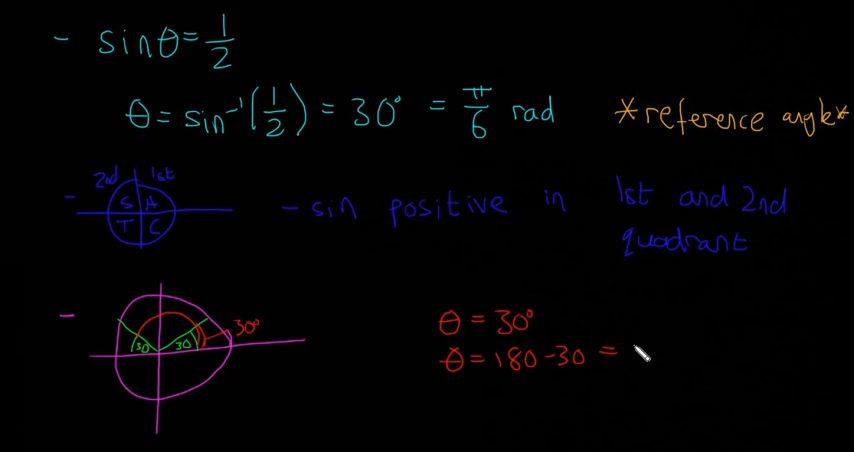 - sinθ = 1/2
θ = sin⁻¹(1/2) = 30° = π/6 rad *reference angle*
2nd 1st
- S A - sin positive in 1st and 2nd
T C quadrant
- 30° θ = 30°
30 30 θ = 180 - 30 =